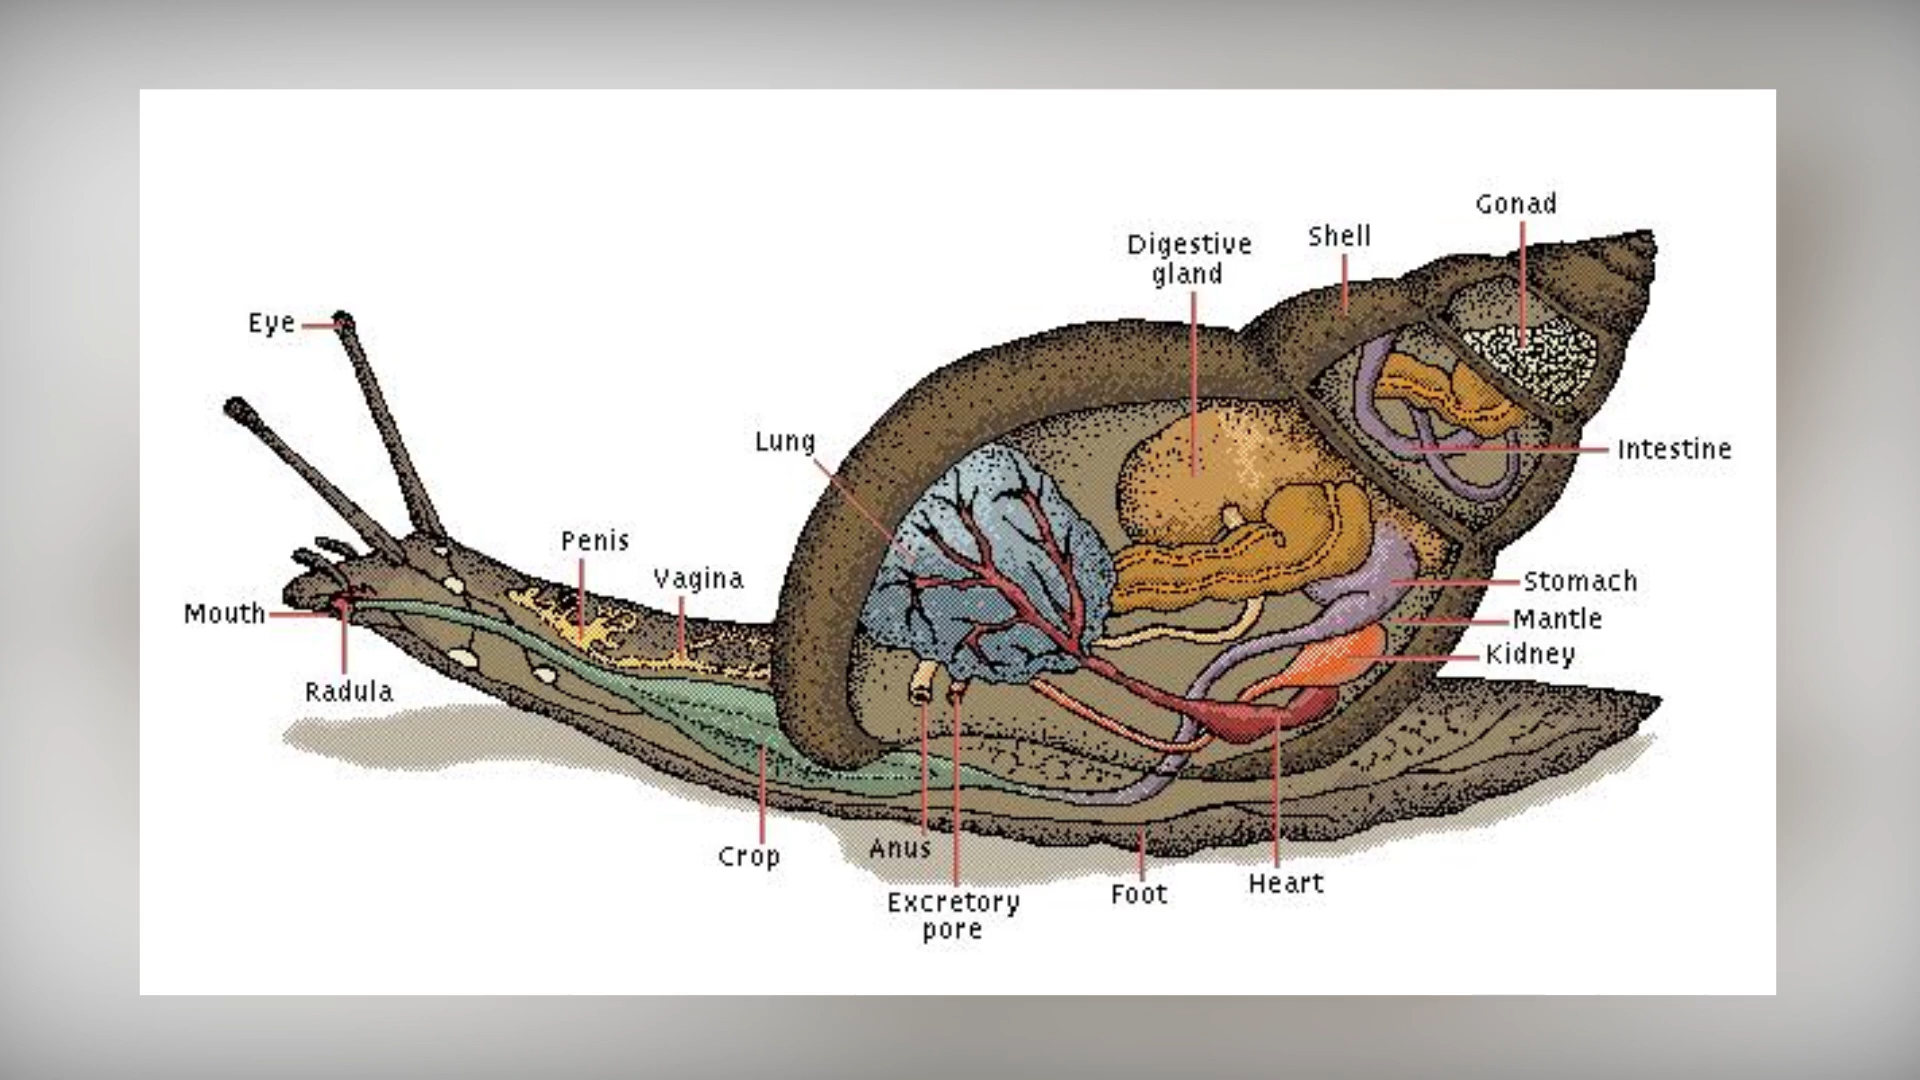 Gonad
Shell
Digestive
gland
Eye
Lung
Intestine
Penis
Vagina
Stomach
Mouth
Mantle
Kidney
Radula
Crop
Anus
Heart
Foot
Excretory
pore